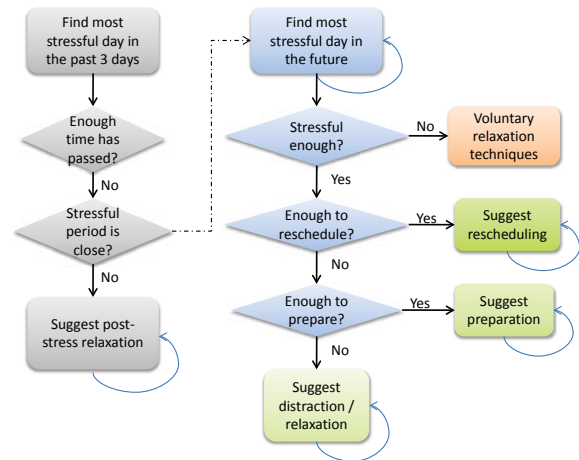 Find most
stressful day in
the past 3 days
Enough
time has
passed?
No
Stressful
period is
close?
No
Suggest post-
stress relaxation
Find most
stressful day in
the future
Stressful
enough?
No
Voluntary
relaxation
techniques
Yes
Enough to
reschedule?
Yes
Suggest
rescheduling
No
Enough to
prepare?
Yes
Suggest
preparation
No
Suggest
distraction /
relaxation